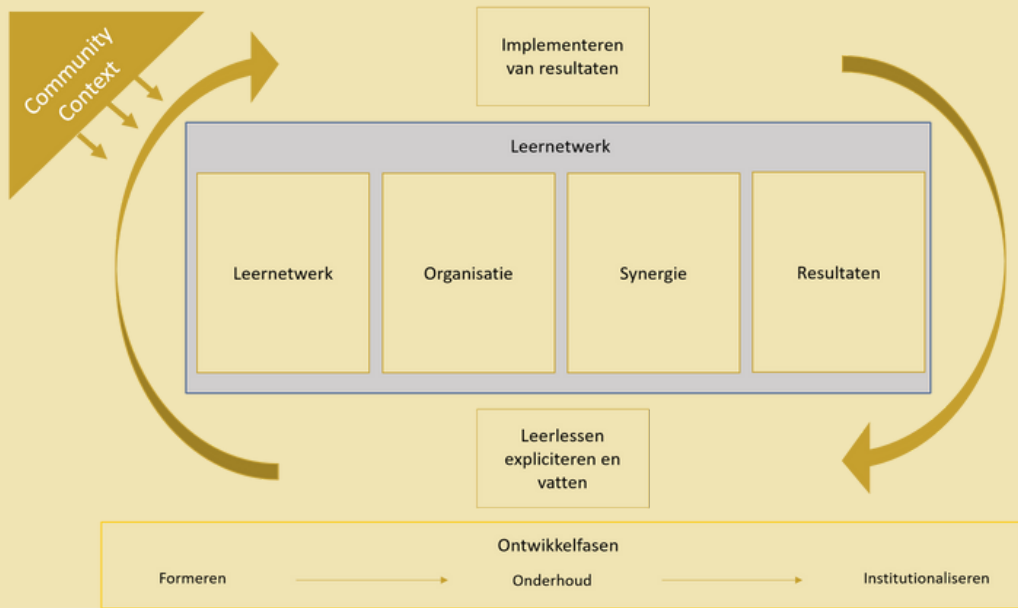 Community
Context
Implementeren
van resultaten
Leernetwerk
Leernetwerk
Organisatie
Synergie
Resultaten
Leerlessen
expliciteren en
vatten
Ontwikkelfasen
Formeren
Onderhoud
Institutionaliseren